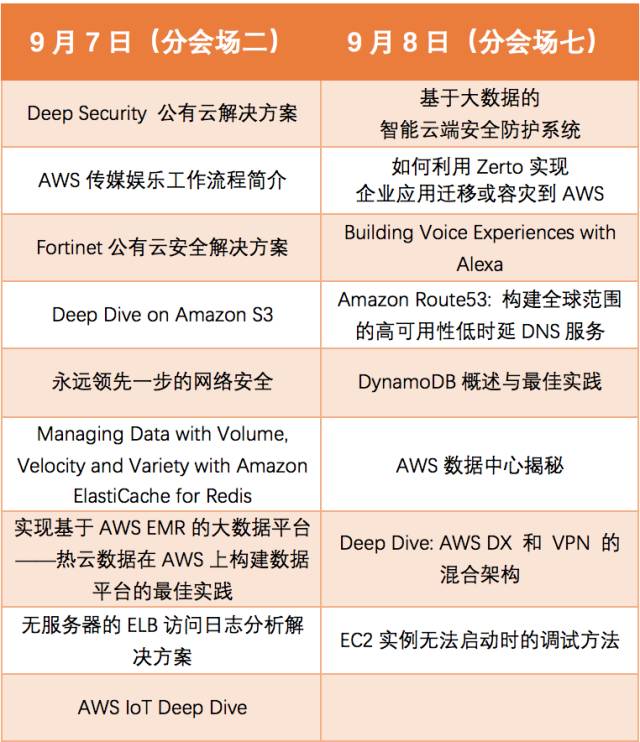 9 月 7 日（分会场二）
9 月 8 日（分会场七）
Deep Security 公有云解决方案
基于大数据的
智能云端安全防护系统
AWS 传媒娱乐工作流程简介
如何利用 Zerto 实现
企业应用迁移或容灾到 AWS
Fortinet 公有云安全解决方案
Building Voice Experiences with
Alexa
Deep Dive on Amazon S3
Amazon Route53: 构建全球范围
的高可用性低时延 DNS 服务
永远领先一步的网络安全
DynamoDB 概述与最佳实践
Managing Data with Volume,
Velocity and Variety with Amazon
ElastiCache for Redis
AWS 数据中心揭秘
实现基于 AWS EMR 的大数据平台
——热云数据在 AWS 上构建数据
平台的最佳实践
Deep Dive: AWS DX 和 VPN 的
混合架构
无服务器的 ELB 访问日志分析解
决方案
EC2 实例无法启动时的调试方法
AWS IoT Deep Dive